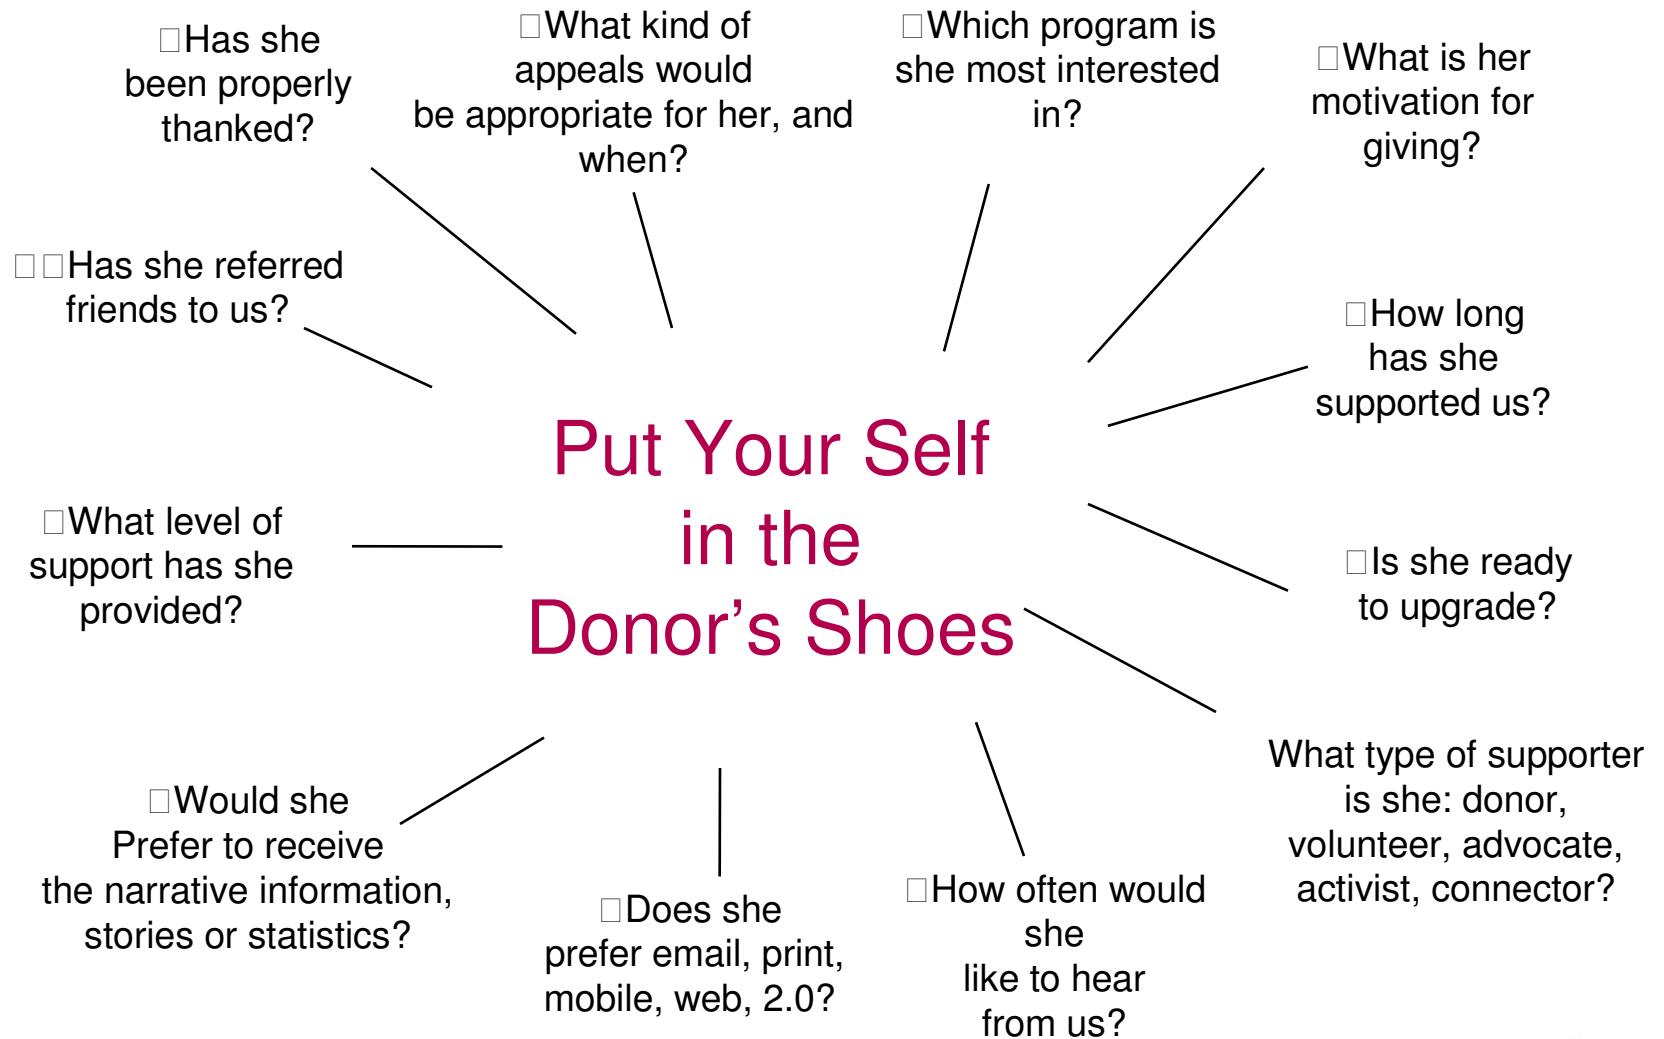 □Has she
been properly
thanked?
□What kind of
appeals would
be appropriate for her, and
when?
□Which program is
she most interested
in?
□What is her
motivation for
giving?
□□Has she referred
friends to us?
□How long
has she
supported us?
Put Your Self
in the
Donor’s Shoes
□What level of
support has she
provided?
□Is she ready
to upgrade?
What type of supporter
is she: donor,
volunteer, advocate,
activist, connector?
□Would she
Prefer to receive
the narrative information,
stories or statistics?
□Does she
prefer email, print,
mobile, web, 2.0?
□How often would
she
like to hear
from us?